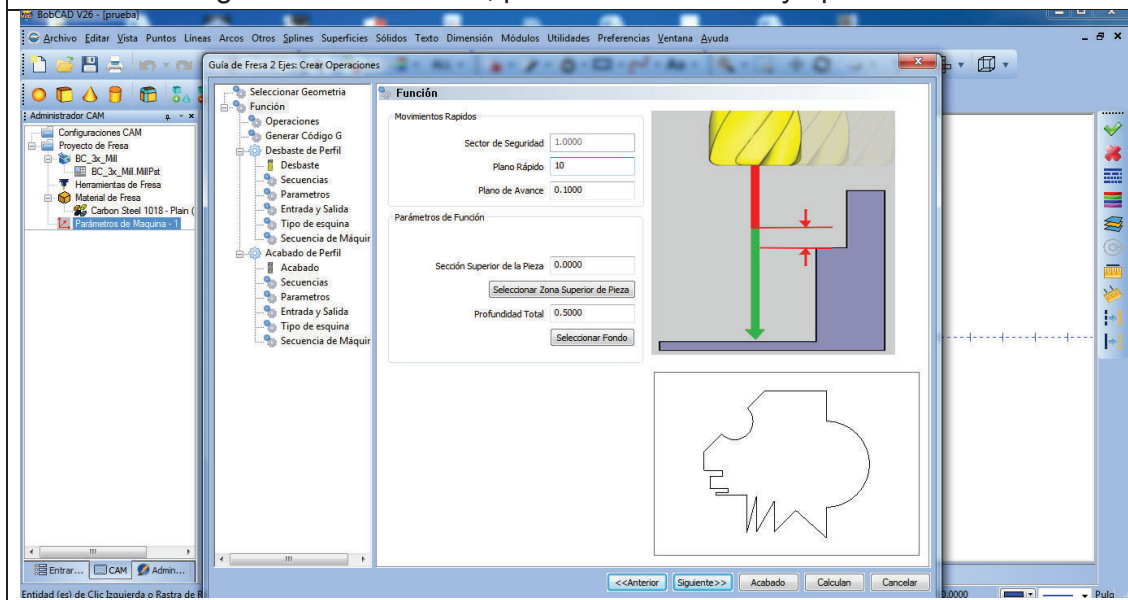 BobCAD V26 - [prueba]
Archivo Editar Vista Puntos Líneas Arcos Otros Splines Superficies Sólidos Texto Dimensión Módulos Utilidades Preferencias Ventana Ayuda
Guía de Fresa 2 Ejes: Crear Operaciones
Administrador CAM
Configuraciones CAM
Proyecto de Fresa
BC_3x_Mill
BC_3x_Mill.MillPst
Herramientas de Fresa
Material de Fresa
Carbon Steel 1018 - Plain (
Parámetros de Maquina - 1
Seleccionar Geometria
Función
Operaciones
Generar Código G
Desbaste de Perfil
Desbaste
Secuencias
Parametros
Entrada y Salida
Tipo de esquina
Secuencia de Máquir
Acabado de Perfil
Acabado
Secuencias
Parametros
Entrada y Salida
Tipo de esquina
Secuencia de Máquir
Función
Movimientos Rapidos
Sector de Seguridad 1.0000
Plano Rápido 10
Plano de Avance 0.1000
Parámetros de Función
Sección Superior de la Pieza 0.0000
Seleccionar Zona Superior de Pieza
Profundidad Total 0.5000
Seleccionar Fondo
<<Anterior Siguiente>> Acabado Calculan Cancelar
Entrar... CAM Admin...
Entidad (es) de Clic Izquierda o Rastra de R
0.0000 Pulg